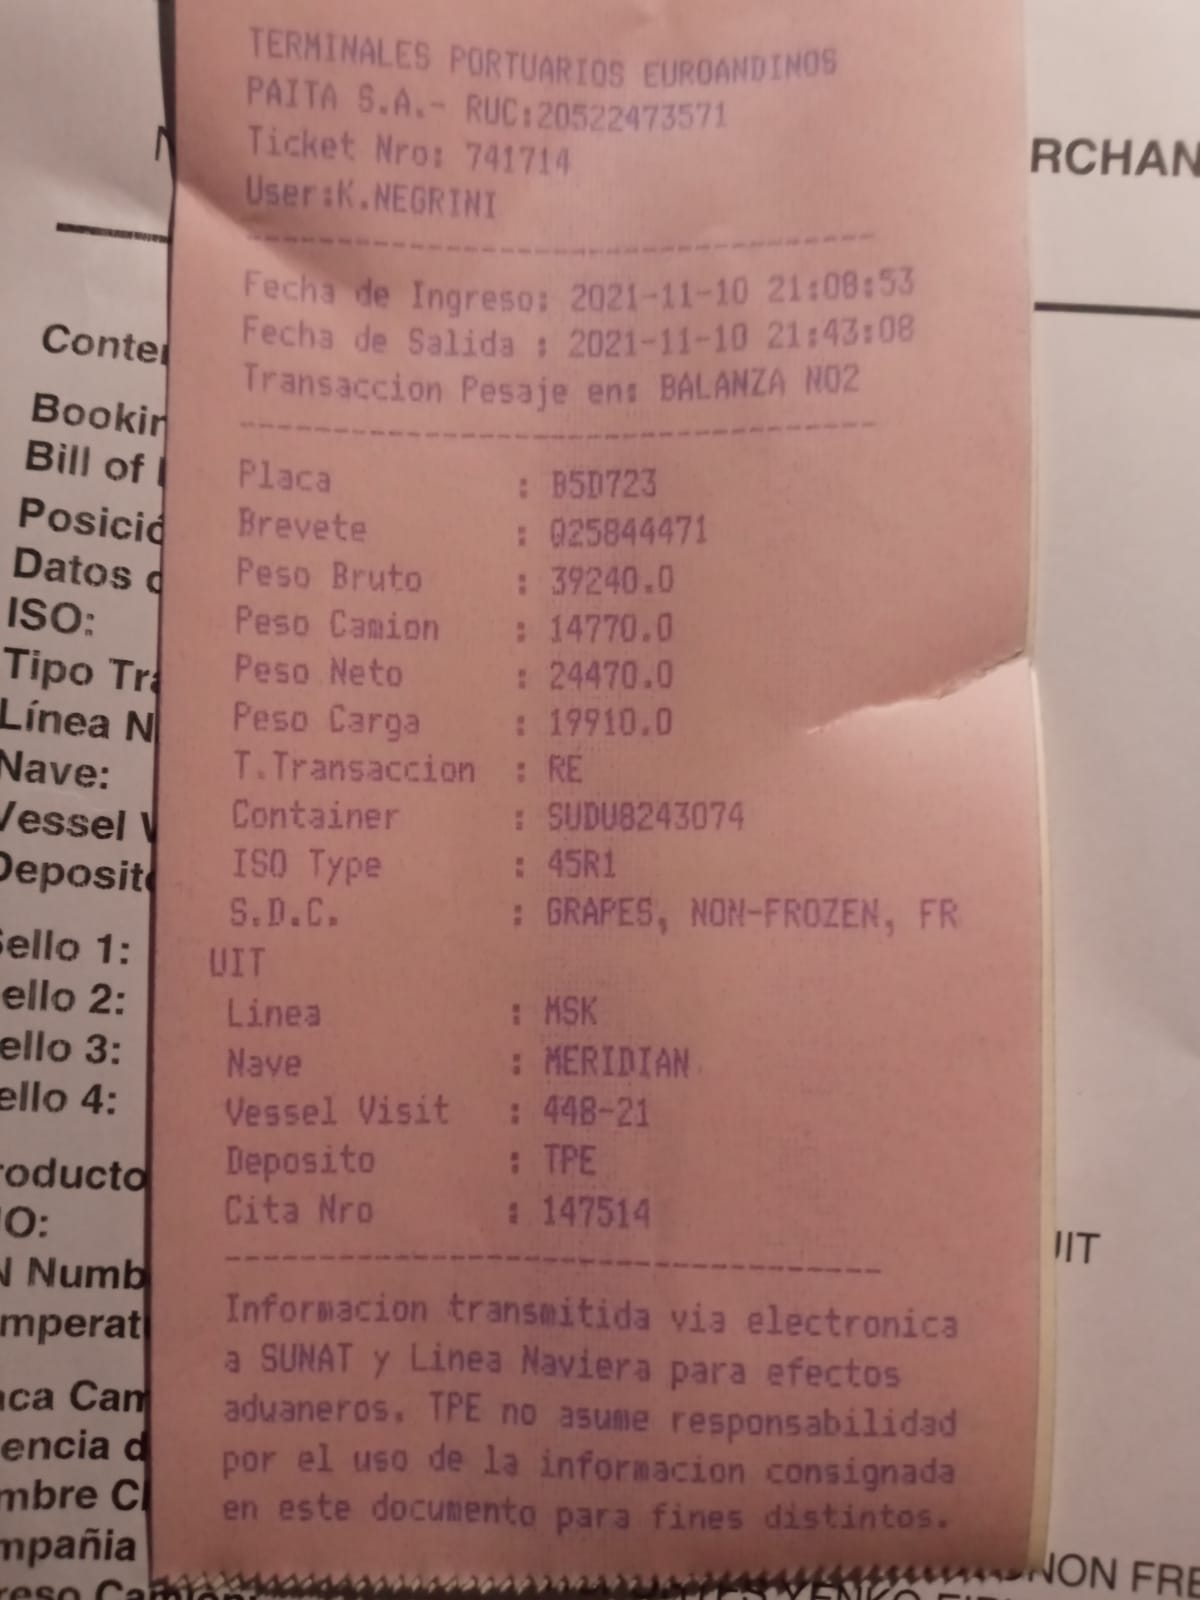 TERMINALES PORTUARIOS EUROANDINOS
PAITA S.A.- RUC:20522473571
Ticket Nro: 741714
User:K.NEGRINI
Fecha de Ingreso: 2021-11-10 21:08:53
Fecha de Salida : 2021-11-10 21:43:08
Transaccion Pesaje en: BALANZA NO2
Placa : B5D723
Brevete : Q25844471
Peso Bruto : 39240.0
Peso Camion : 14770.0
Peso Neto : 24470.0
Peso Carga : 19910.0
T.Transaccion : RE
Container : SUDU8243074
ISO Type : 45R1
S.D.C. : GRAPES, NON-FROZEN, FR
UIT
Linea : MSK
Nave : MERIDIAN
Vessel Visit : 448-21
Deposito : TPE
Cita Nro : 147514
Informacion transmitida via electronica
a SUNAT y Linea Naviera para efectos
aduaneros. TPE no asume responsabilidad
por el uso de la informacion consignada
en este documento para fines distintos.
RCHAN
Conte
Bookin
Bill of
Posició
Datos
ISO:
Tipo Tra
Línea N
Nave:
Vessel V
Deposit
ello 1:
ello 2:
ello 3:
ello 4:
roducto
O:
Numb
mperat
UIT
aca Cam
encia d
mbre C
mpañia
NON FRE